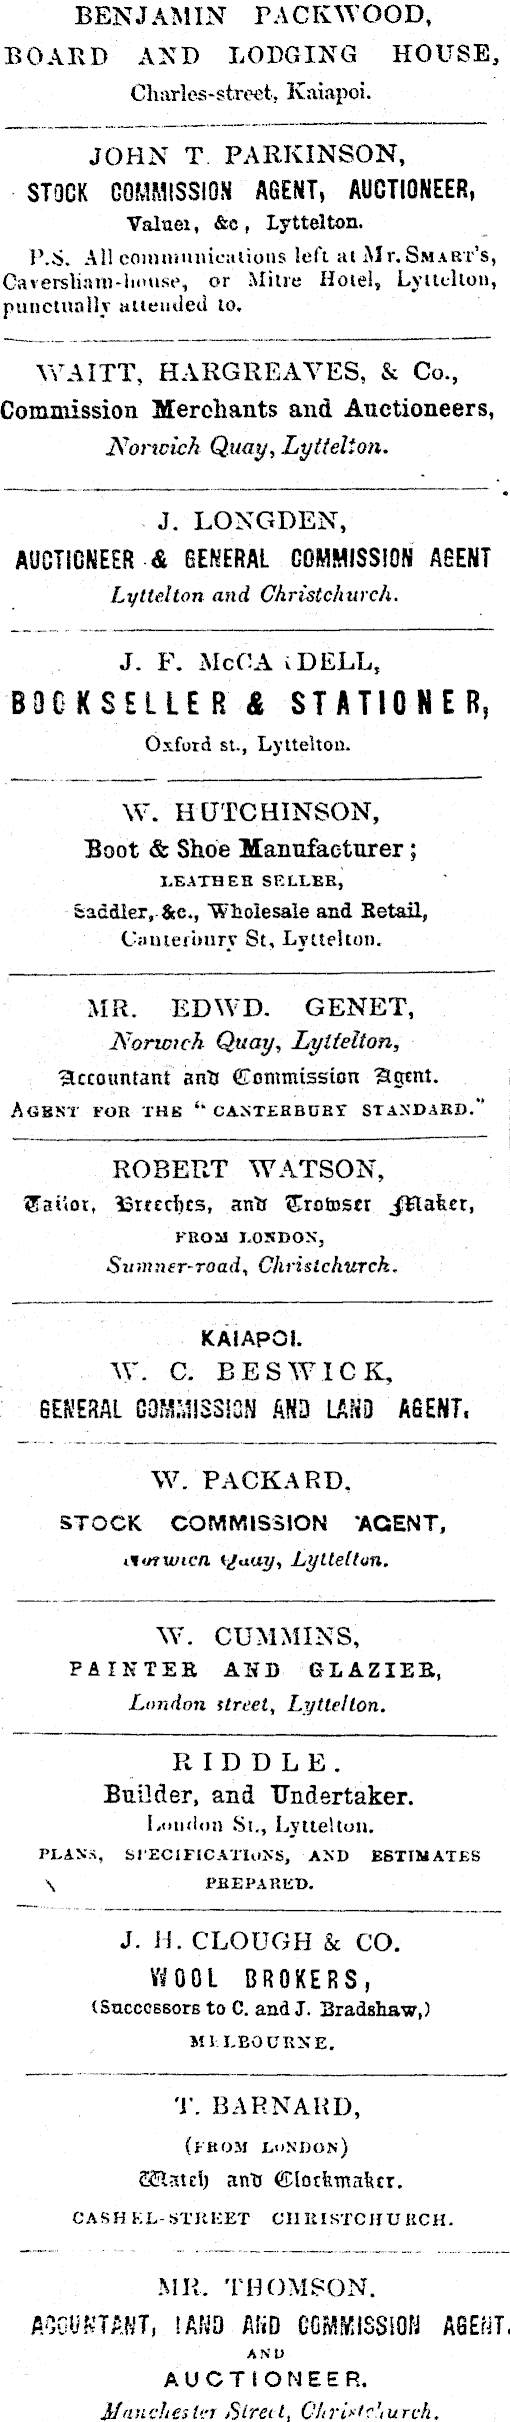 BENJAMIN PACKWOOD,
BOARD AND LODGING HOUSE,
Charles-street, Kaiapoi.
JOHN T. PARKINSON,
STOCK COMMISSION AGENT, AUCTIONEER,
Valuer, &c, Lyttelton.
P.S. All communications left at Mr. SMART'S,
Caversham-house, or Mitre Hotel, Lyttelton,
punctually attended to.
WAITT, HARGREAVES, & Co.,
Commission Merchants and Auctioneers,
Norwich Quay, Lyttelton.
J. LONGDEN,
AUCTIONEER & GENERAL COMMISSION AGENT
Lyttelton and Christchurch.
J. F. McCARDELL,
BOOKSELLER & STATIONER,
Oxford st., Lyttelton.
W. HUTCHINSON,
Boot & Shoe Manufacturer;
LEATHER SELLER,
Saddler, &c., Wholesale and Retail,
Canterbury St, Lyttelton.
MR. EDWD. GENET,
Norwich Quay, Lyttelton,
Accountant and Commission Agent.
AGENT FOR THE "CANTERBURY STANDARD."
ROBERT WATSON,
Tailor, Breeches, and Trowser Maker,
FROM LONDON,
Sumner-road, Christchurch.
KAIAPOI.
W. C. BESWICK,
GENERAL COMMISSION AND LAND AGENT.
W. PACKARD,
STOCK COMMISSION AGENT,
Norwich Quay, Lyttelton.
W. CUMMINS,
PAINTER AND GLAZIER,
London street, Lyttelton.
RIDDLE.
Builder, and Undertaker.
London St., Lyttelton.
PLANS, SPECIFICATIONS, AND ESTIMATES
PREPARED.
J. H. CLOUGH & CO.
WOOL BROKERS,
(Successors to C. and J. Bradshaw,)
MELBOURNE.
T. BARNARD,
(FROM LONDON)
Watch and Clockmaker.
CASHEL-STREET CHRISTCHURCH.
MR. THOMSON.
ACCOUNTANT, LAND AND COMMISSION AGENT.
AND
AUCTIONEER.
Manchester Street, Christchurch.